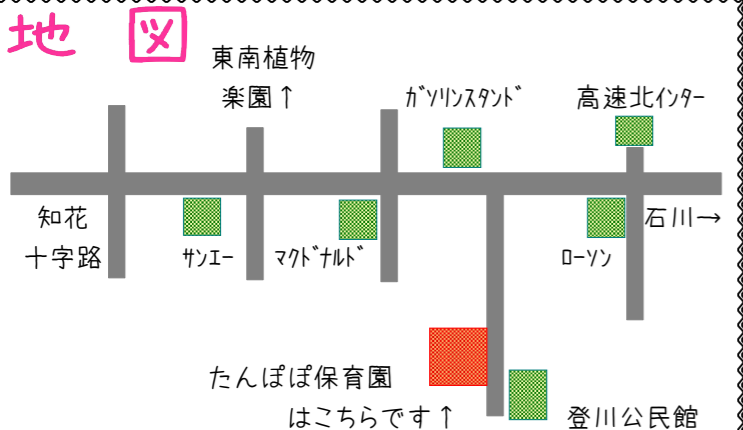 地 図
東南植物
楽園↑
ｶﾞｿﾘﾝｽﾀﾝﾄﾞ
高速北ｲﾝﾀｰ
知花
十字路
ｻﾝｴｰ
ﾏｸﾄﾞﾅﾙﾄﾞ
ﾛｰｿﾝ
石川→
たんぽぽ保育園
はこちらです↑
登川公民館